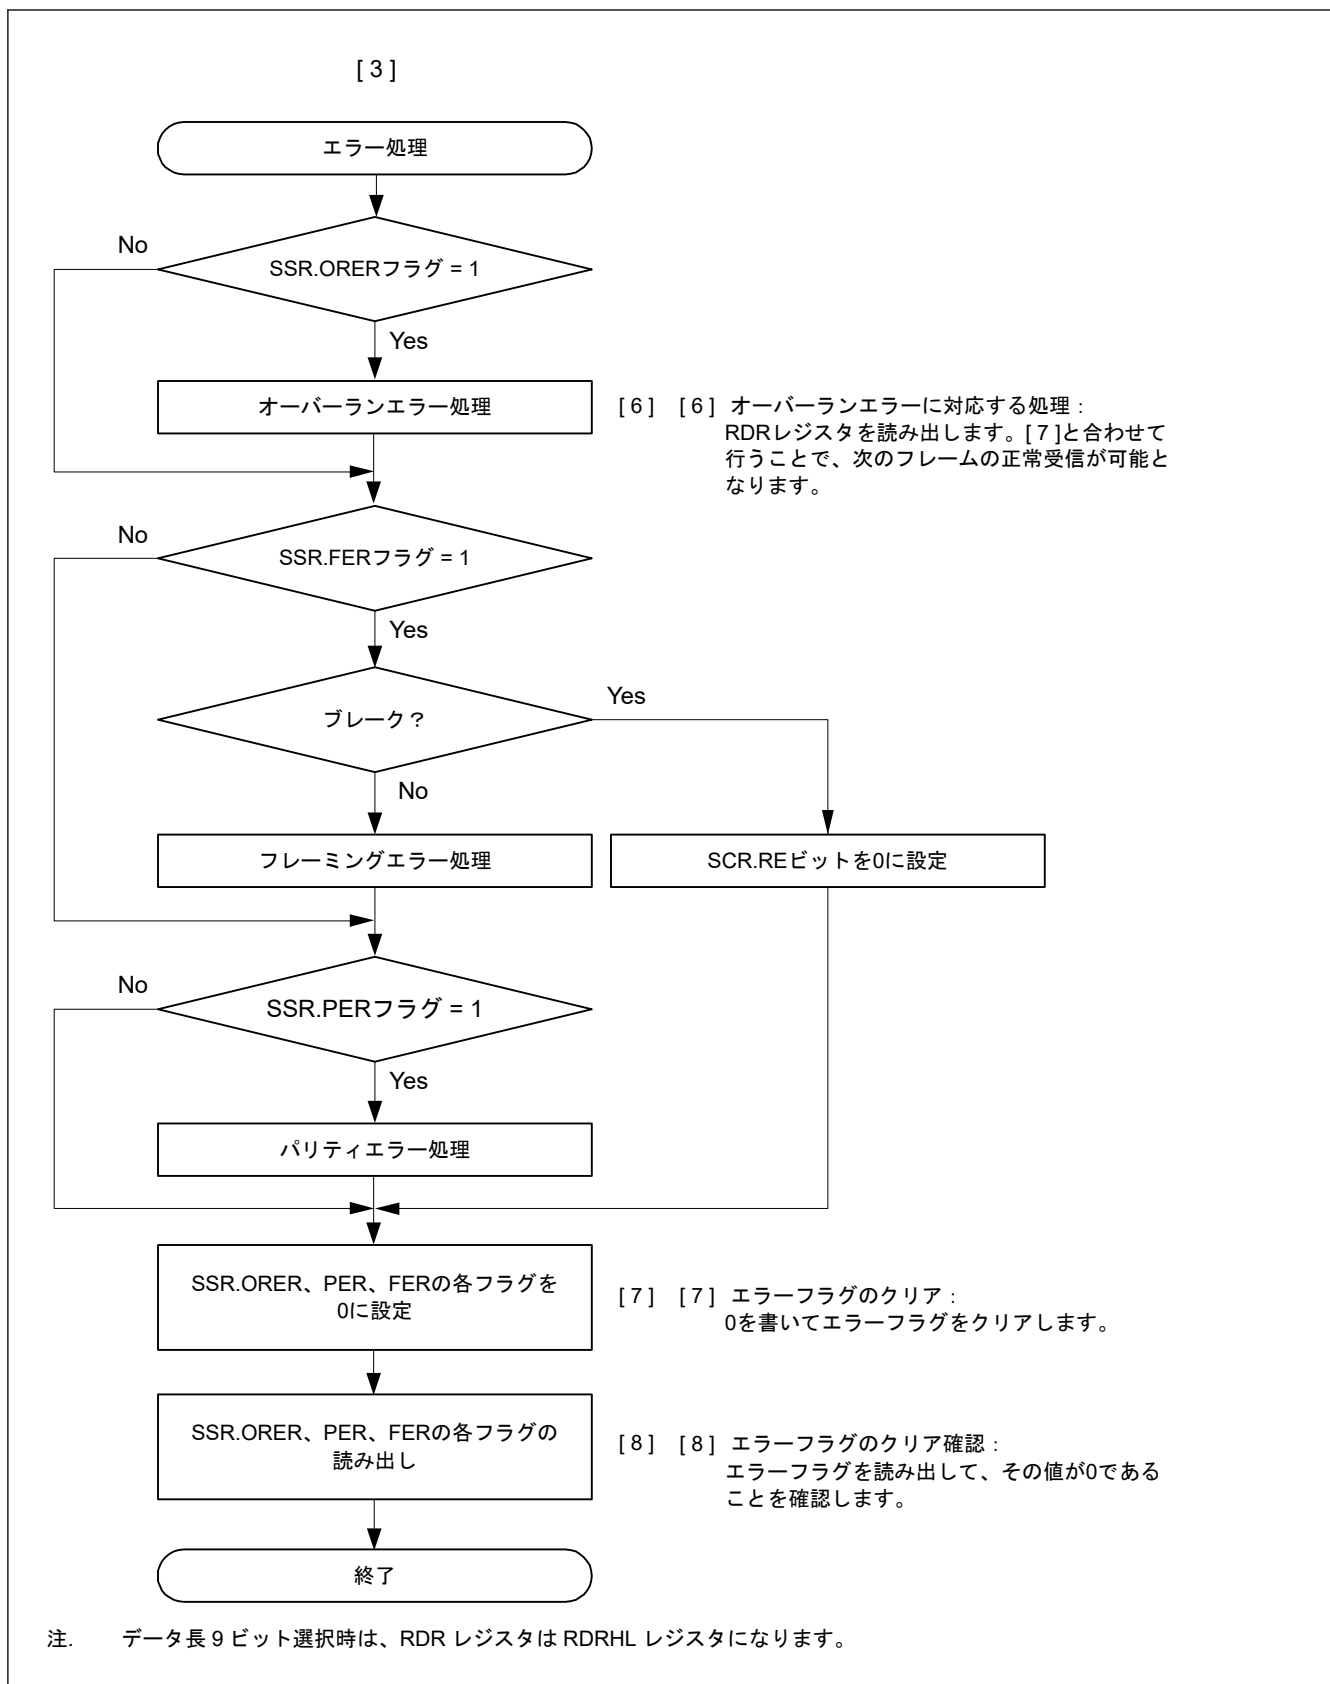 [ 3 ]
エラー処理
No
SSR.ORERフラグ = 1
Yes
オーバーランエラー処理
[ 6 ] [ 6 ] オーバーランエラーに対応する処理：
RDRレジスタを読み出します。[ 7 ]と合わせて
行うことで、次のフレームの正常受信が可能と
なります。
No
SSR.FERフラグ = 1
Yes
ブレーク？
Yes
No
フレーミングエラー処理
SCR.REビットを0に設定
No
SSR.PERフラグ = 1
Yes
パリティエラー処理
SSR.ORER、PER、FERの各フラグを
0に設定
[ 7 ] [ 7 ] エラーフラグのクリア：
0を書いてエラーフラグをクリアします。
SSR.ORER、PER、FERの各フラグの
読み出し
[ 8 ] [ 8 ] エラーフラグのクリア確認：
エラーフラグを読み出して、その値が0である
ことを確認します。
終了
注. データ長 9 ビット選択時は、RDR レジスタは RDRHL レジスタになります。